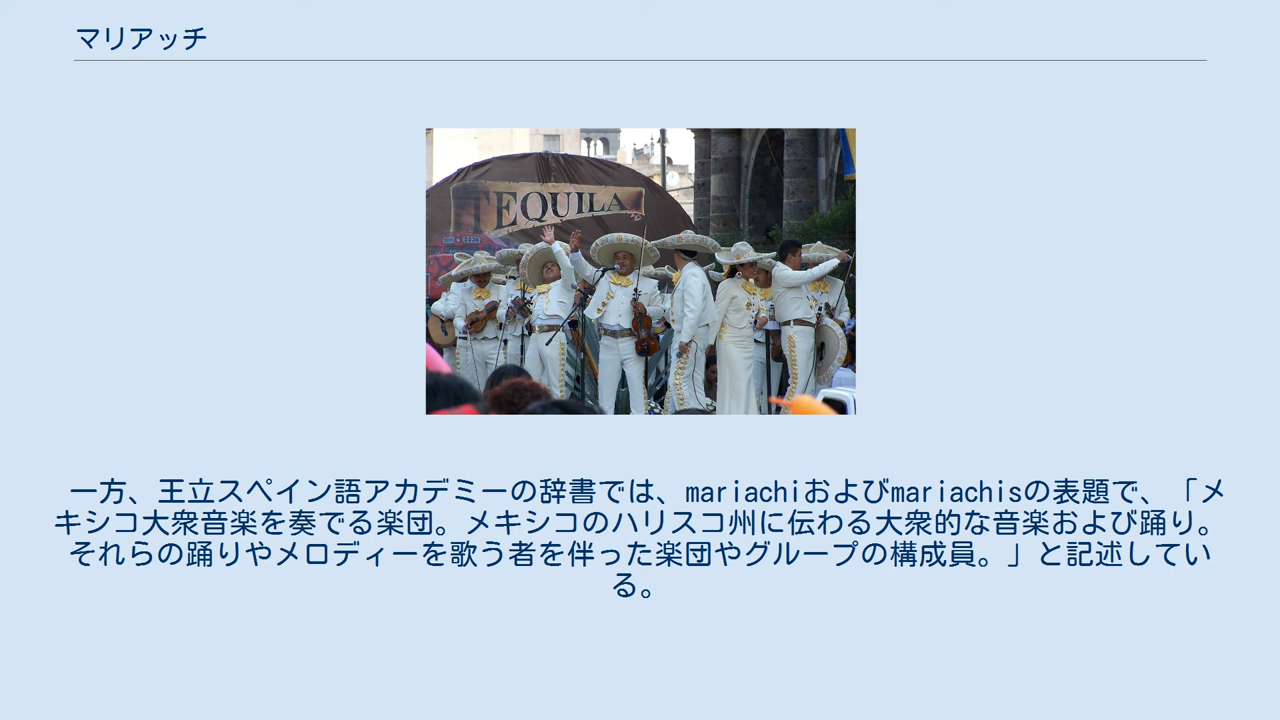 マリアッチ
TEQUILA
一方、王立スペイン語アカデミーの辞書では、mariachiおよびmariachisの表題で、「メ
キシコ大衆音楽を奏でる楽団。メキシコのハリスコ州に伝わる大衆的な音楽および踊り。
それらの踊りやメロディーを歌う者を伴った楽団やグループの構成員。」と記述してい
る。